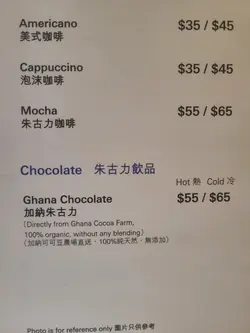 Americano $35 / $45
美式咖啡
Cappuccino $35 / $45
泡沫咖啡
Mocha $55 / $65
朱古力咖啡
Chocolate 朱古力飲品
Hot 熱 Cold 冷
Ghana Chocolate $55 / $65
加納朱古力
(Directly from Ghana Cocoa Farm,
100% organic, without any blending)
(加納可可豆農場直送，100%純天然，無添加)
Photo is for reference only 圖片只供參考